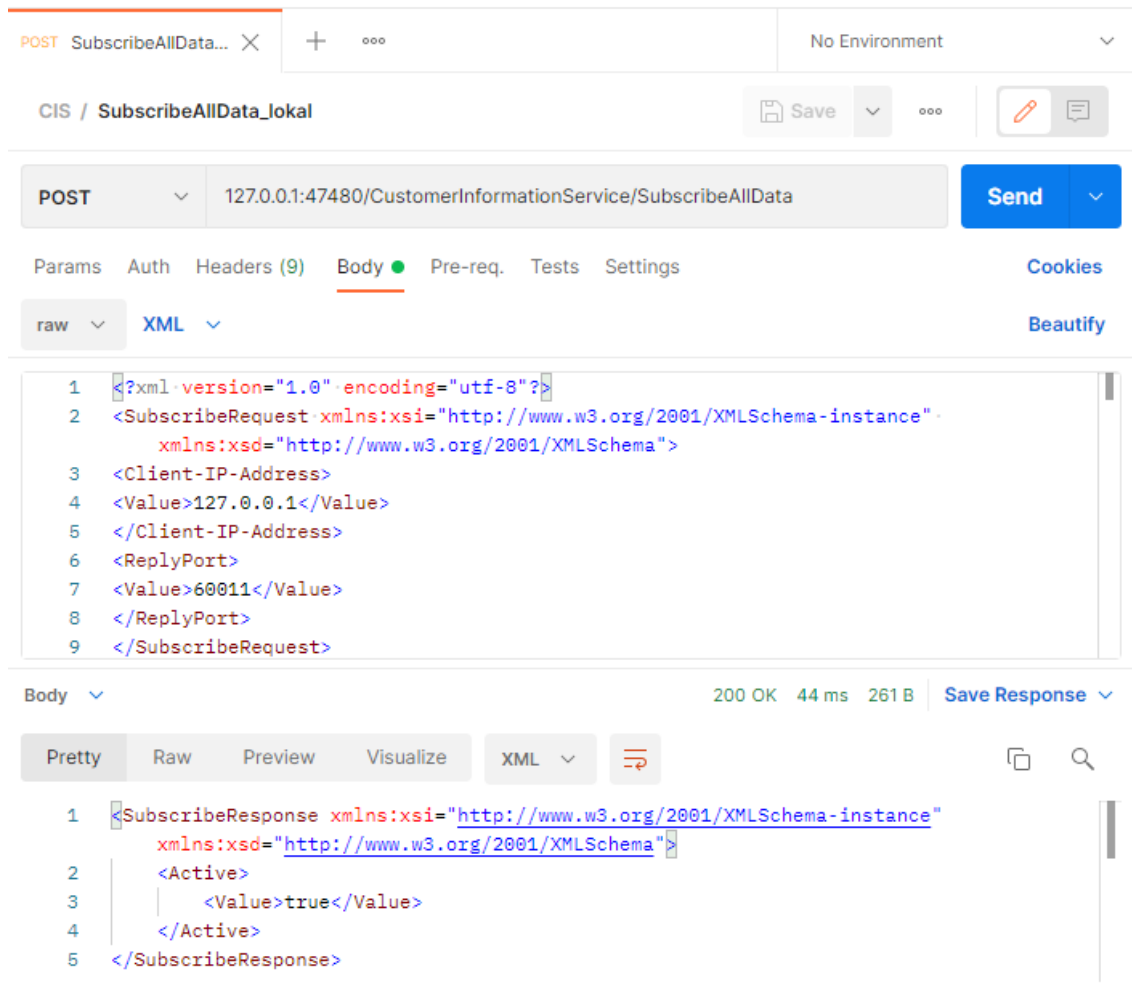 POST SubscribeAllData... No Environment
CIS / SubscribeAllData_lokal Save
POST 127.0.0.1:47480/CustomerInformationService/SubscribeAllData Send
Params Auth Headers (9) Body Pre-req. Tests Settings Cookies
raw XML Beautify
1 <?xml version="1.0" encoding="utf-8"?>
2 <SubscribeRequest xmlns:xsi="http://www.w3.org/2001/XMLSchema-instance"
xmlns:xsd="http://www.w3.org/2001/XMLSchema">
3 <Client-IP-Address>
4 <Value>127.0.0.1</Value>
5 </Client-IP-Address>
6 <ReplyPort>
7 <Value>60011</Value>
8 </ReplyPort>
9 </SubscribeRequest>
Body 200 OK 44 ms 261 B Save Response
Pretty Raw Preview Visualize XML
1 <SubscribeResponse xmlns:xsi="http://www.w3.org/2001/XMLSchema-instance"
xmlns:xsd="http://www.w3.org/2001/XMLSchema">
2 <Active>
3 <Value>true</Value>
4 </Active>
5 </SubscribeResponse>